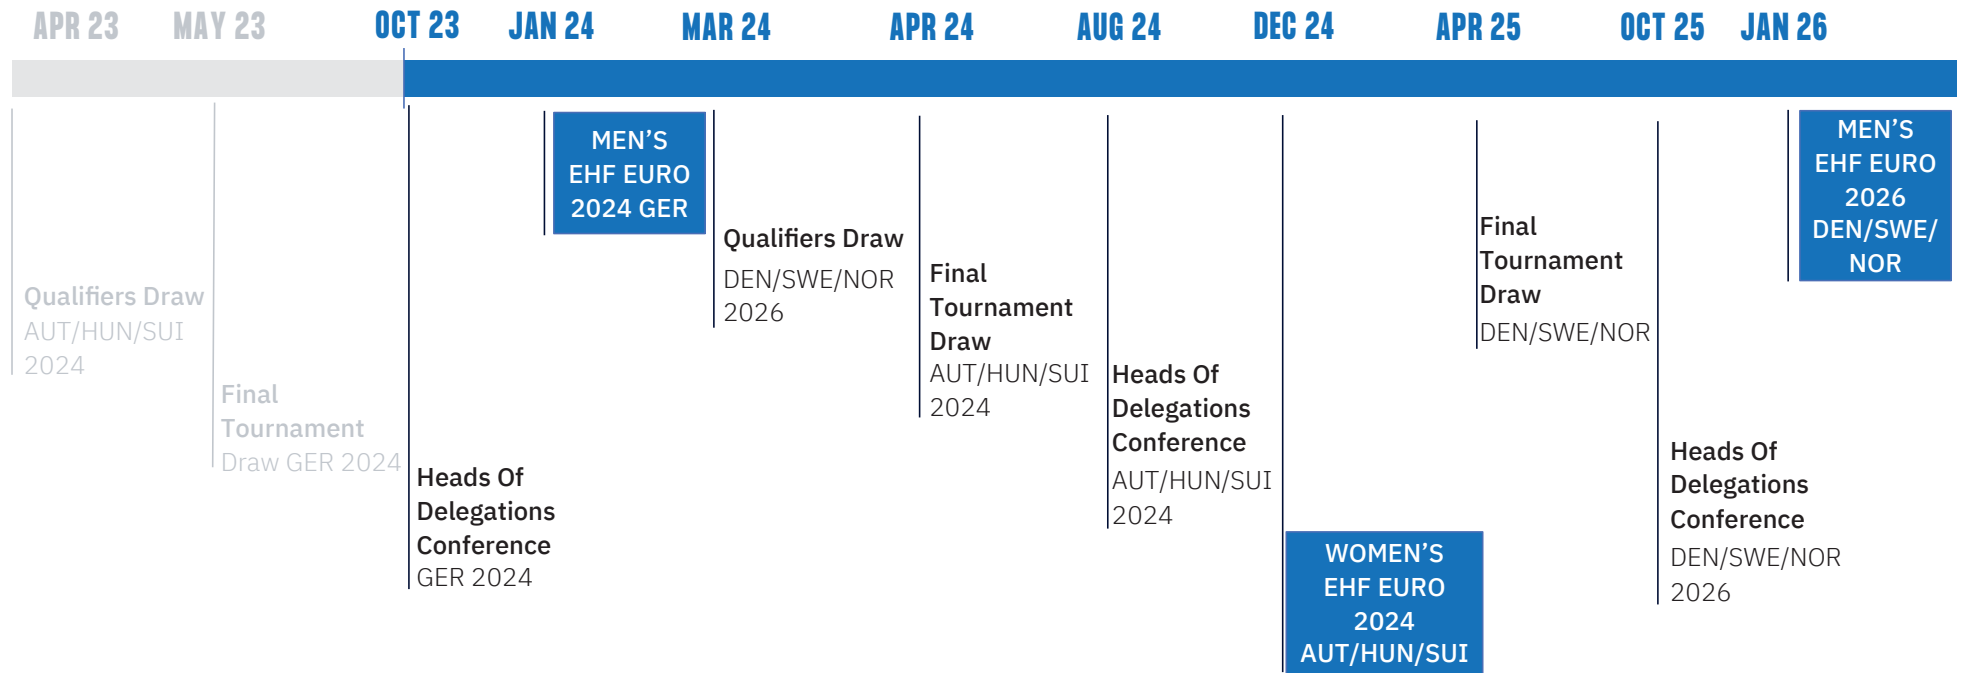 APR 23
MAY 23
OCT 23
JAN 24
MAR 24
APR 24
AUG 24
DEC 24
APR 25
OCT 25
JAN 26
Qualifiers Draw
AUT/HUN/SUI
2024
Final
Tournament
Draw GER 2024
Heads Of
Delegations
Conference
GER 2024
MEN’S
EHF EURO
2024 GER
Qualifiers Draw
DEN/SWE/NOR
2026
Final
Tournament
Draw
AUT/HUN/SUI
2024
Heads Of
Delegations
Conference
AUT/HUN/SUI
2024
WOMEN’S
EHF EURO
2024
AUT/HUN/SUI
Final
Tournament
Draw
DEN/SWE/NOR
Heads Of
Delegations
Conference
DEN/SWE/NOR
2026
MEN’S
EHF EURO
2026
DEN/SWE/
NOR